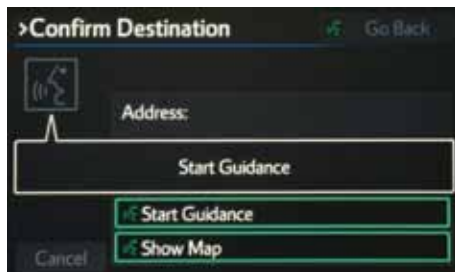 >Confirm Destination
Go Back
Address:
Start Guidance
Start Guidance
Show Map
Cancel